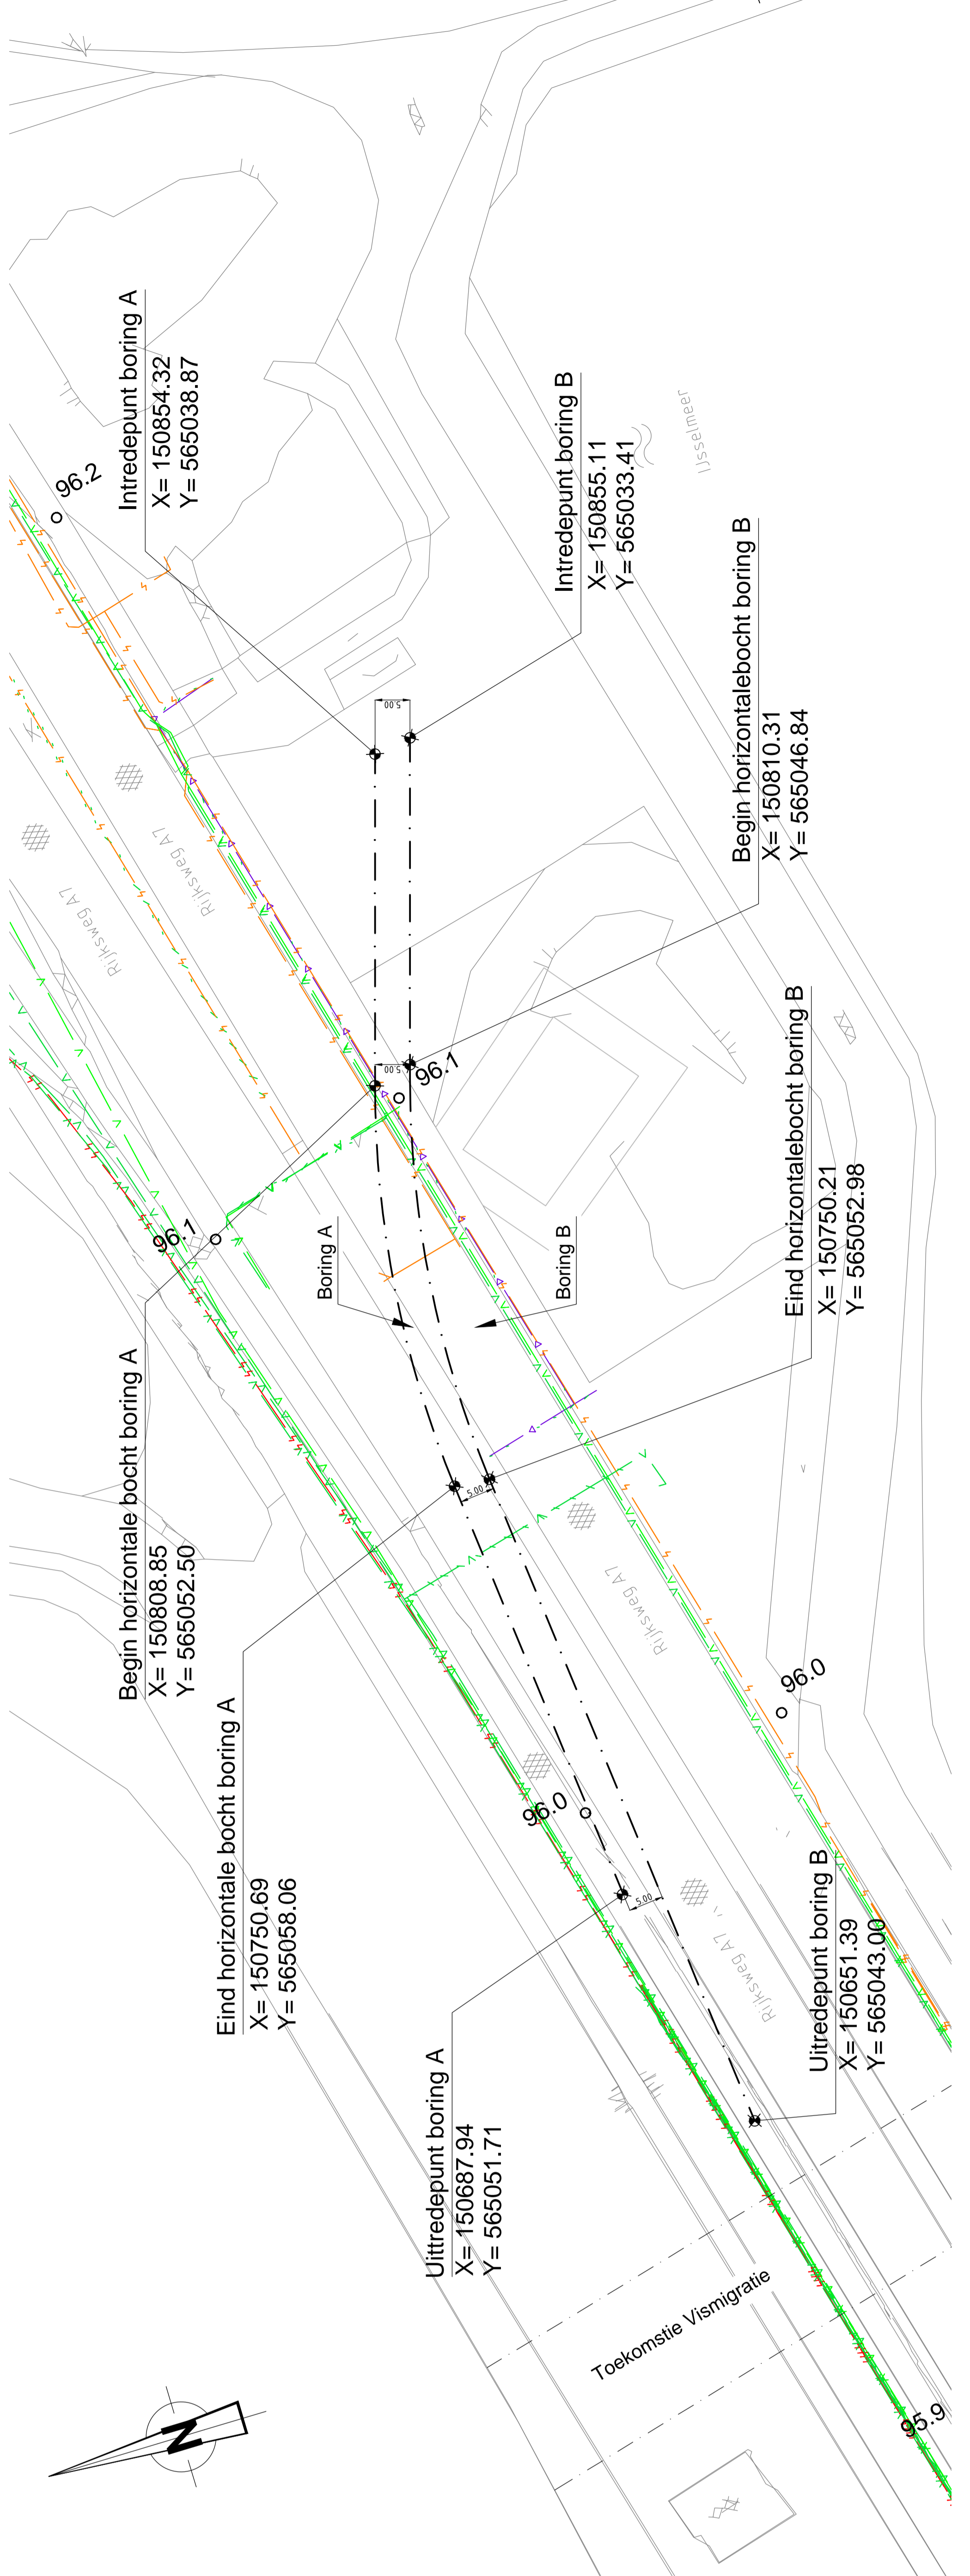 Intredepunt boring A
X= 150854.32
Y= 565038.87
96.2
Intredepunt boring B
X= 150855.11
Y= 565033.41
IJsselmeer
Begin horizontalebocht boring B
X= 150810.31
Y= 565046.84
5.00
Rijksweg A7
Rijksweg A7
5.00
96.1
96.1
Eind horizontalebocht boring B
X= 150750.21
Y= 565052.98
Boring A
Boring B
Begin horizontale bocht boring A
X= 150808.85
Y= 565052.50
5.00
Rijksweg A7
Eind horizontale bocht boring A
X= 150750.69
Y= 565058.06
96.0
96.0
5.00
Rijksweg A7
Uitredepunt boring B
X= 150651.39
Y= 565043.00
Uittredepunt boring A
X= 150687.94
Y= 565051.71
Toekomstie Vismigratie
95.9
N